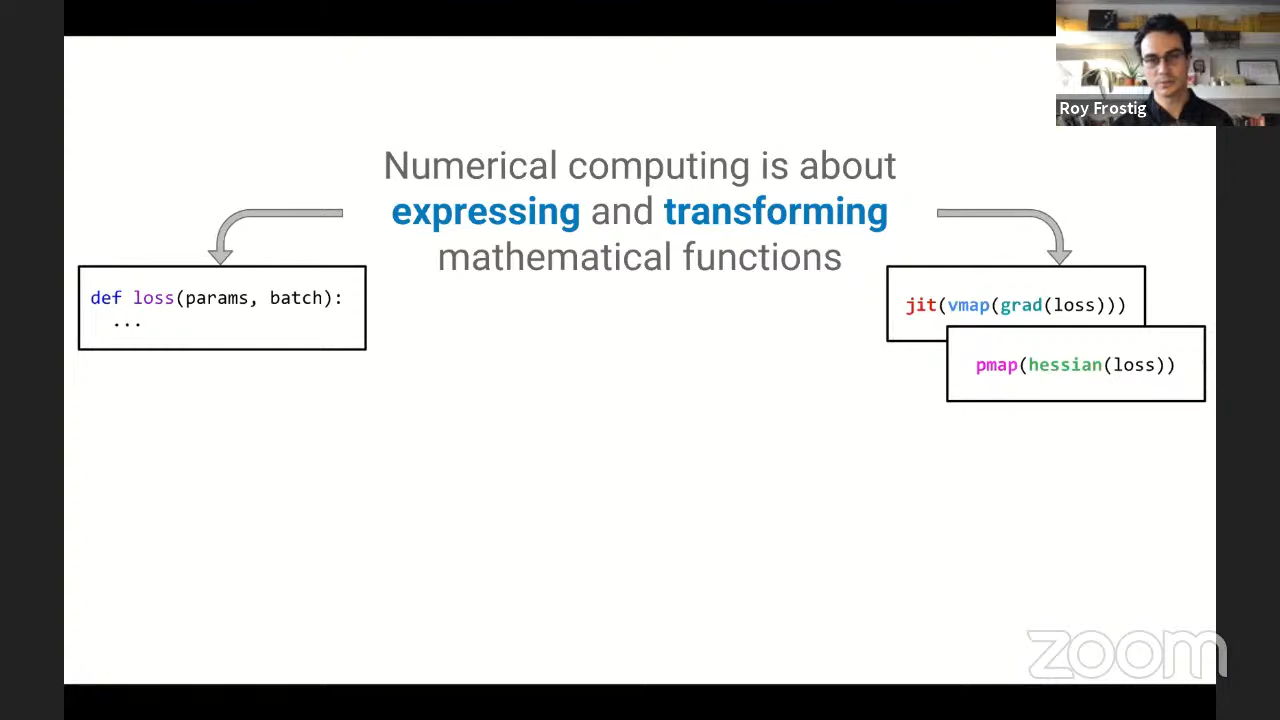 Roy Frostig
Numerical computing is about
expressing and transforming
mathematical functions
def loss(params, batch):
...
jit(vmap(grad(loss)))
pmap(hessian(loss))
zoom